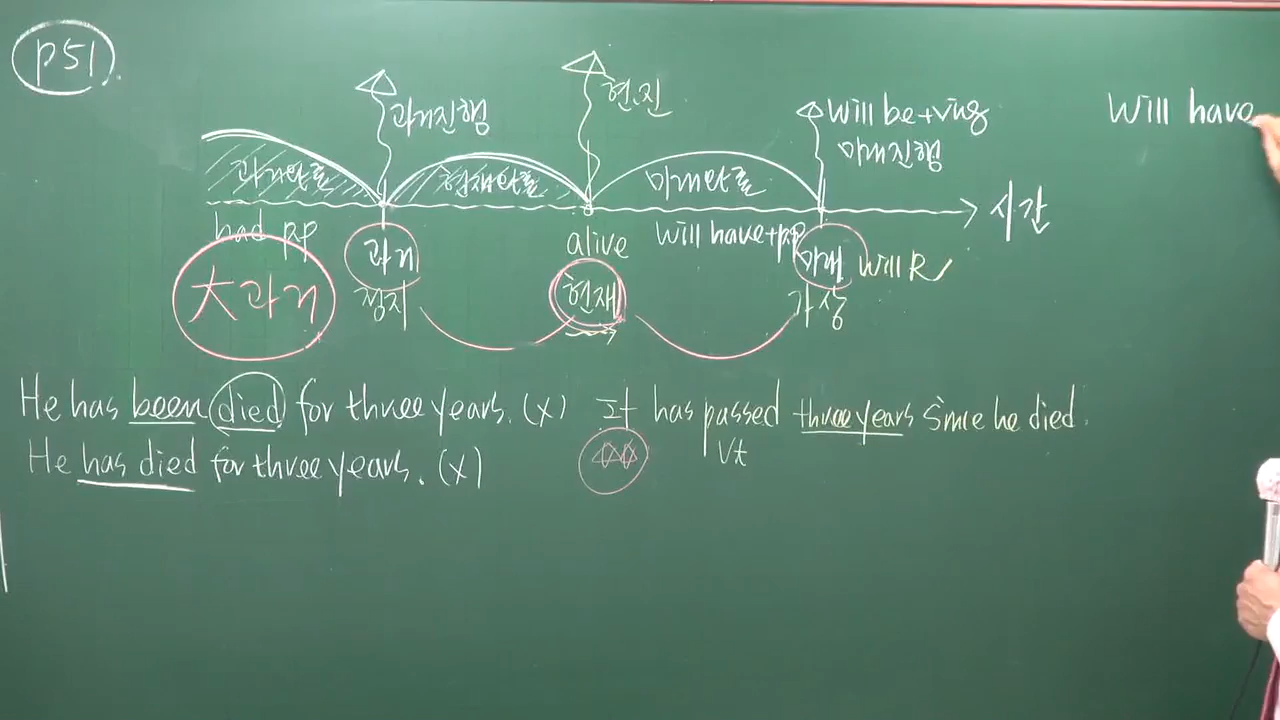 p51.
과거진행
현.진
will be+ving
미래진행
will have
과거완료
현재완료
미래완료
시간
had pp
alive
will have+pp
大과거
과거
현재
미래
will R
정지
가상
He has been died for three years. (x)
It has passed three years since he died.
He has died for three years. (x)
Vt